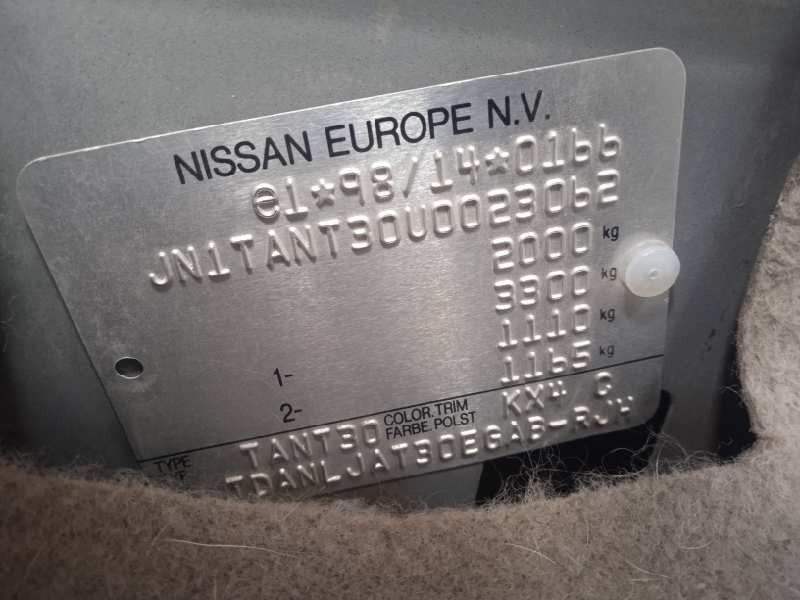 NISSAN EUROPE N.V.
e1*98/14*0166
JN1TANT30U0023062
2000 kg
3300 kg
1- 1110 kg
2- 1165 kg
TYPE TANT30 COLOR.TRIM FARBE.POLST KX4 G
TDANLJAT30EGAB-RJH